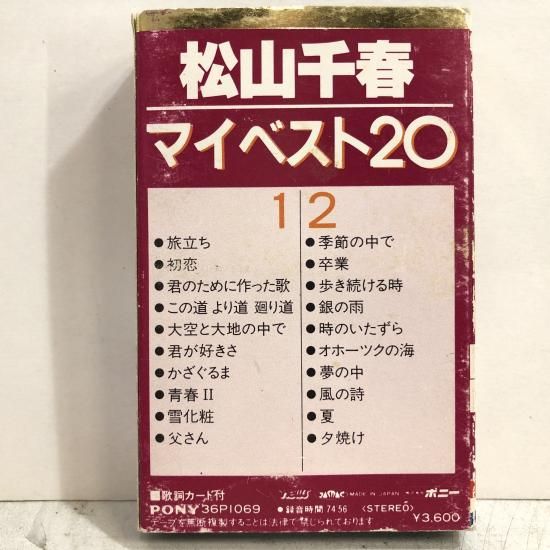 松山千春
マイベスト20
1
●旅立ち
●初恋
●君のために作った歌
●この道 より道 廻り道
●大空と大地の中で
●君が好きさ
●かざぐるま
●青春II
●雪化粧
●父さん
2
●季節の中で
●卒業
●歩き続ける時
●銀の雨
●時のいたずら
●オホーツクの海
●夢の中
●風の詩
●夏
●夕焼け
■歌詞カード付
MADE IN JAPAN
ポニー
PONY 36P1069
●録音時間 74'56
〈STEREO〉
テープを無断複製することは法律で禁じられております
¥3,600